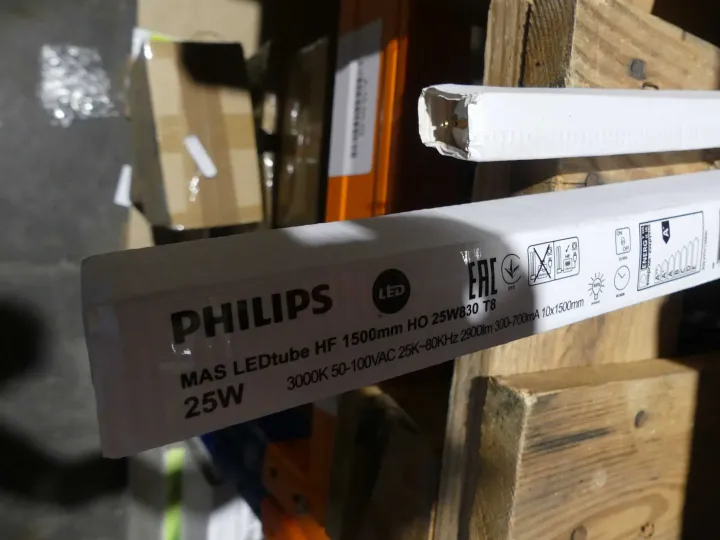 PHILIPS
LED
EAC
MAS LEDtube HF 1500mm HO 25W830 T8
25W
3000K 50-100VAC 25K~80KHz 2900lm 300-700mA 10x1500mm
ENERG
A+